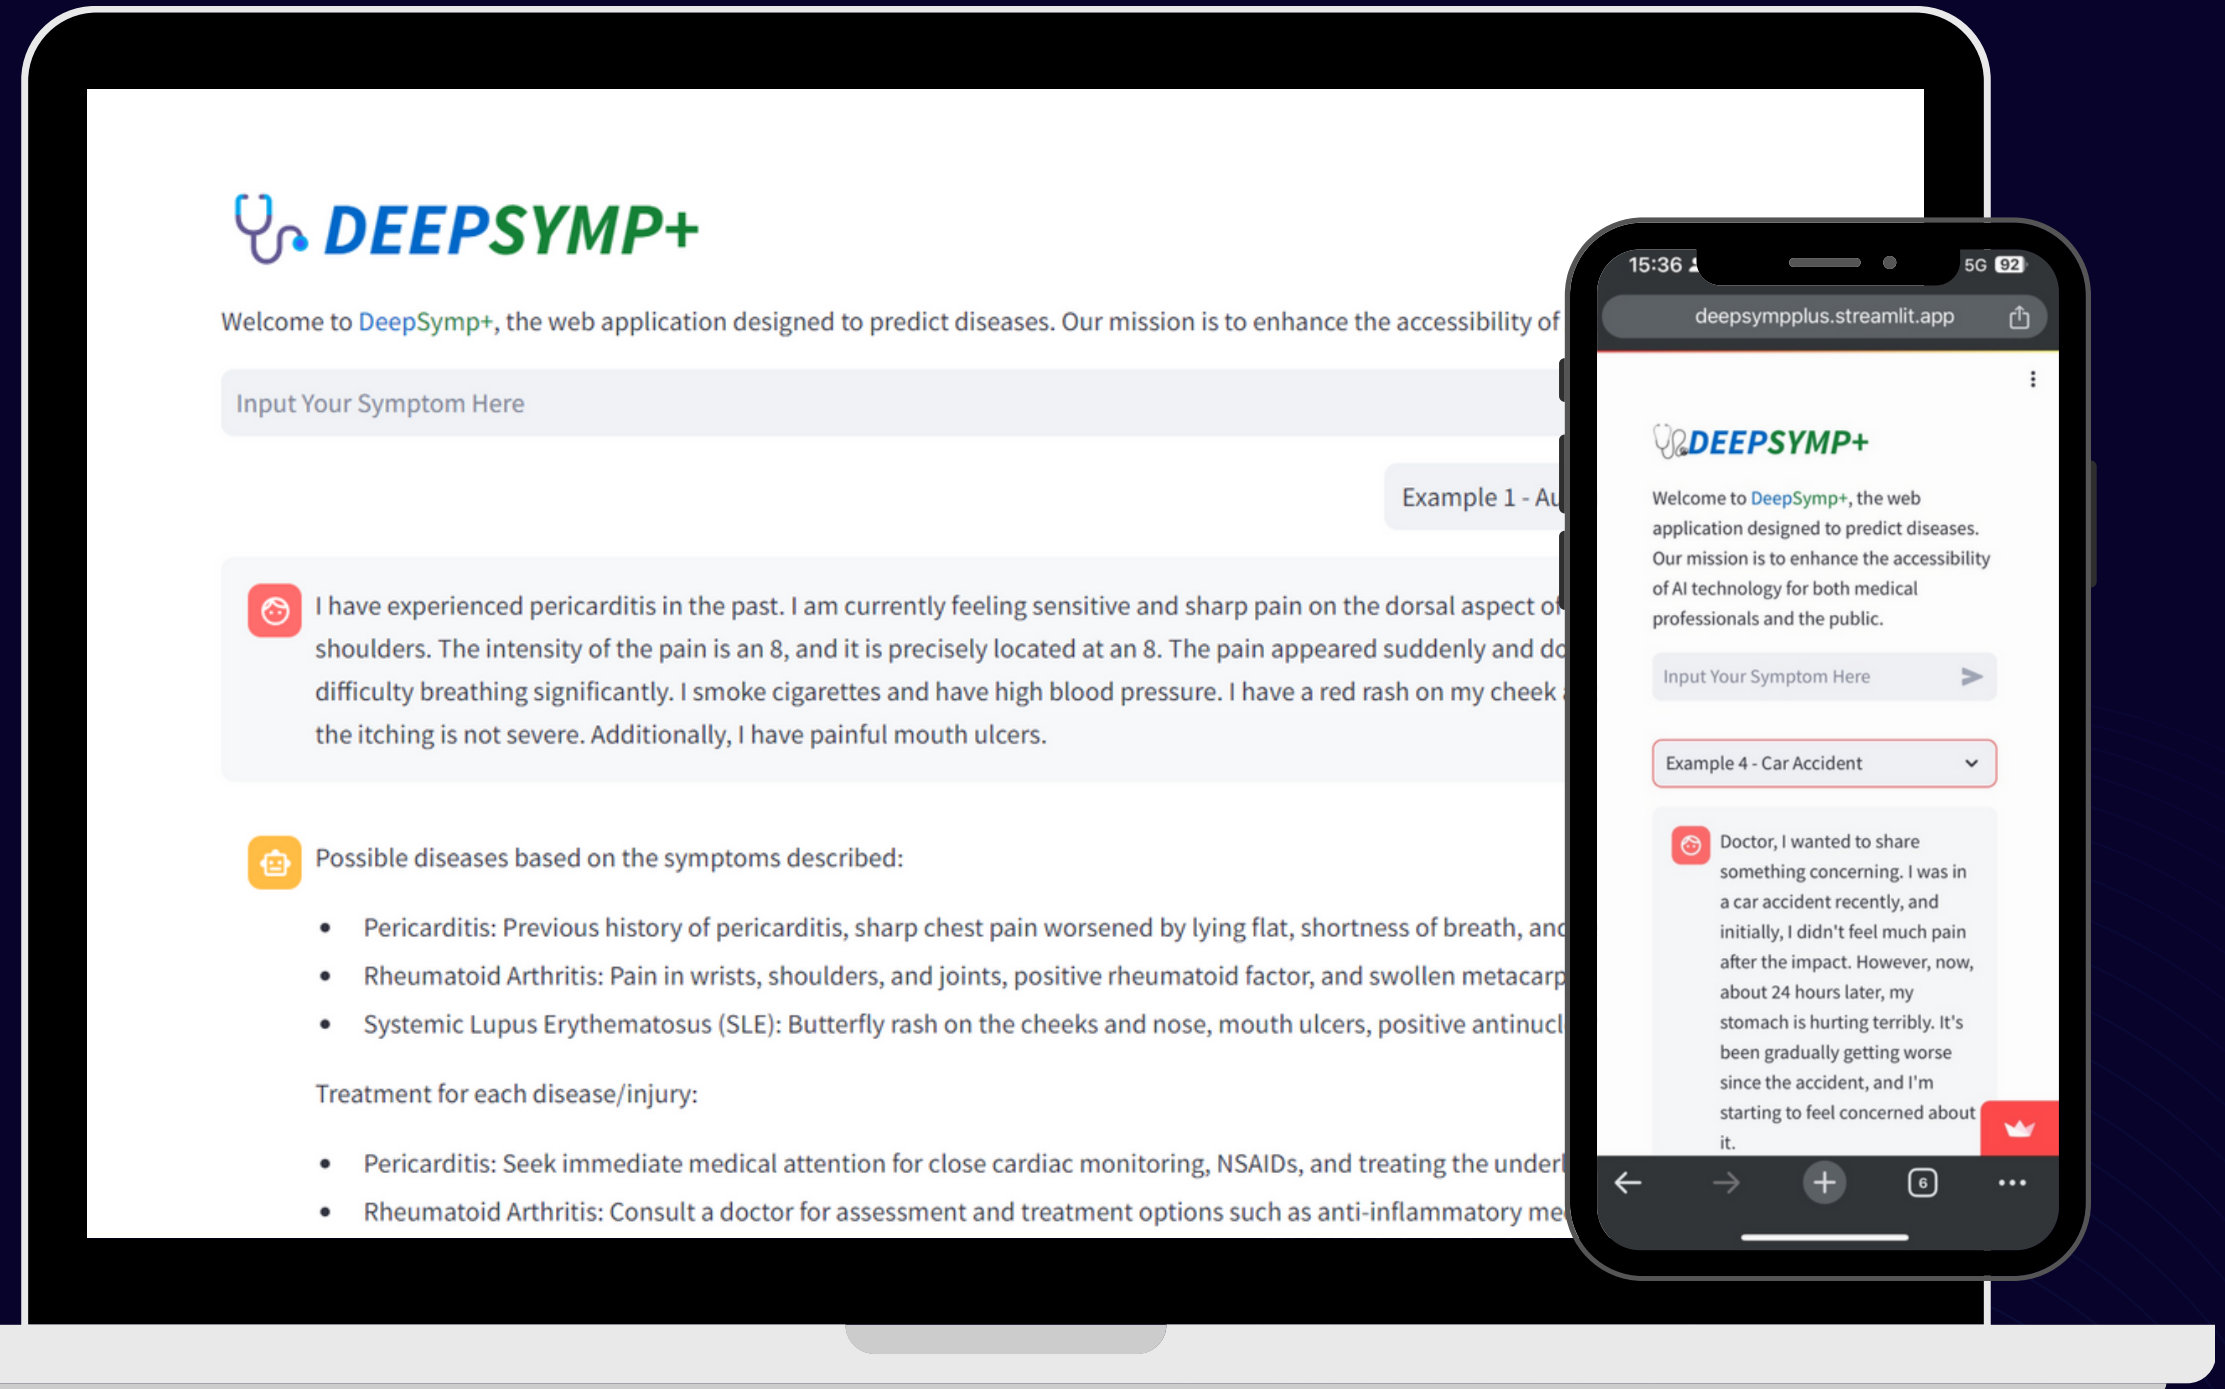 DEEPSYMP+
Welcome to DeepSymp+, the web application designed to predict diseases. Our mission is to enhance the accessibility of
Input Your Symptom Here
Example 1 -
I have experienced pericarditis in the past. I am currently feeling sensitive and sharp pain on the dorsal aspect of
shoulders. The intensity of the pain is an 8, and it is precisely located at an 8. The pain appeared suddenly and
difficulty breathing significantly. I smoke cigarettes and have high blood pressure. I have a red rash on my cheek
the itching is not severe. Additionally, I have painful mouth ulcers.
Possible diseases based on the symptoms described:
• Pericarditis: Previous history of pericarditis, sharp chest pain worsened by lying flat, shortness of breath, and
• Rheumatoid Arthritis: Pain in wrists, shoulders, and joints, positive rheumatoid factor, and swollen
• Systemic Lupus Erythematosus (SLE): Butterfly rash on the cheeks and nose, mouth ulcers, positive
Treatment for each disease/injury:
• Pericarditis: Seek immediate medical attention for close cardiac monitoring, NSAIDs, and treating the
• Rheumatoid Arthritis: Consult a doctor for assessment and treatment options such as anti-inflammatory
15:36
5G 92
deepsympplus.streamlit.app
DEEPSYMP+
Welcome to DeepSymp+, the web
application designed to predict diseases.
Our mission is to enhance the accessibility
of AI technology for both medical
professionals and the public.
Input Your Symptom Here
Example 4 - Car Accident
Doctor, I wanted to share
something concerning. I was in
a car accident recently, and
initially, I didn't feel much pain
after the impact. However, now,
about 24 hours later, my
stomach is hurting terribly. It's
been gradually getting worse
since the accident, and I'm
starting to feel concerned about
it.
6